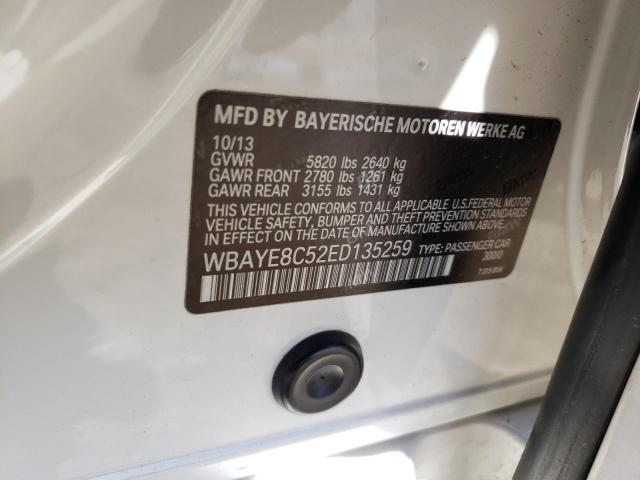 MFD BY BAYERISCHE MOTOREN WERKE AG
10/13
GVWR 5820 lbs 2640 kg
GAWR FRONT 2780 lbs 1261 kg
GAWR REAR 3155 lbs 1431 kg
THIS VEHICLE CONFORMS TO ALL APPLICABLE U.S.FEDERAL MOTOR
VEHICLE SAFETY, BUMPER AND THEFT PREVENTION STANDARDS
IN EFFECT ON THE DATE OF MANUFACTURE SHOWN ABOVE.
WBAYE8C52ED135259 TYPE: PASSENGER CAR
300/0